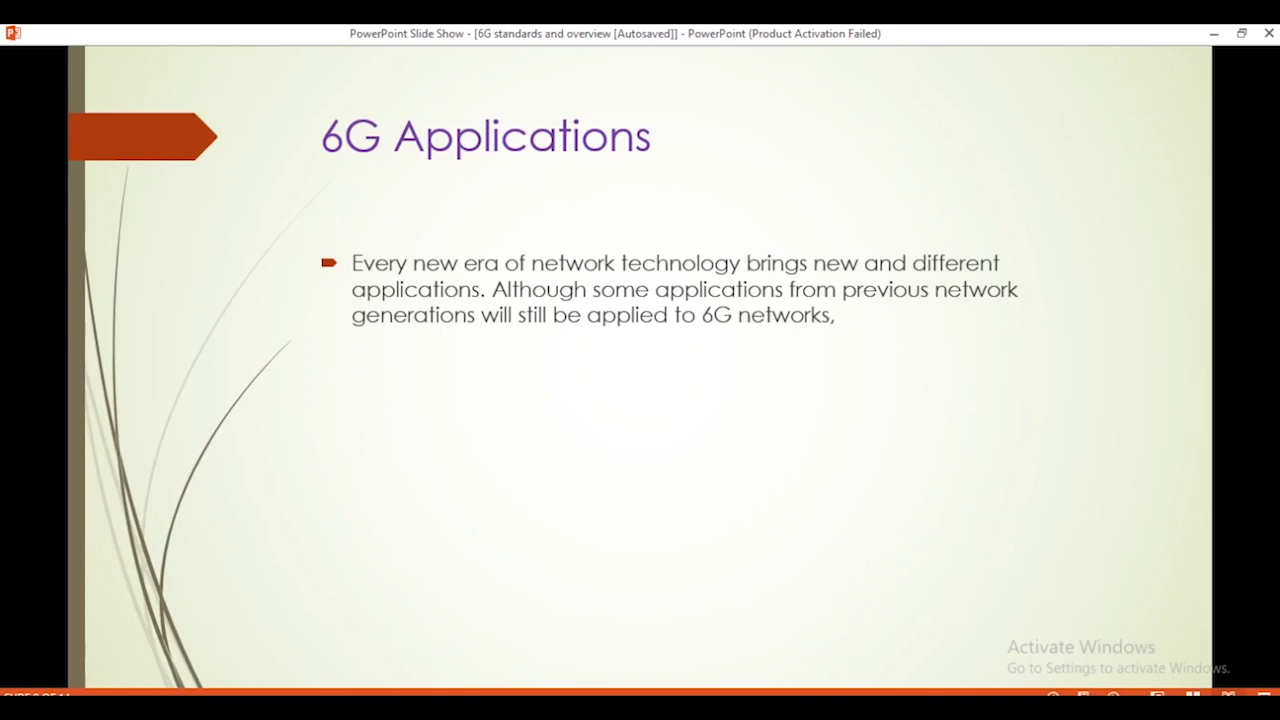 PowerPoint Slide Show - [6G standards and overview [Autosaved]] - PowerPoint (Product Activation Failed)
6G Applications
Every new era of network technology brings new and different
applications. Although some applications from previous network
generations will still be applied to 6G networks,
Activate Windows
Go to Settings to activate Windows.